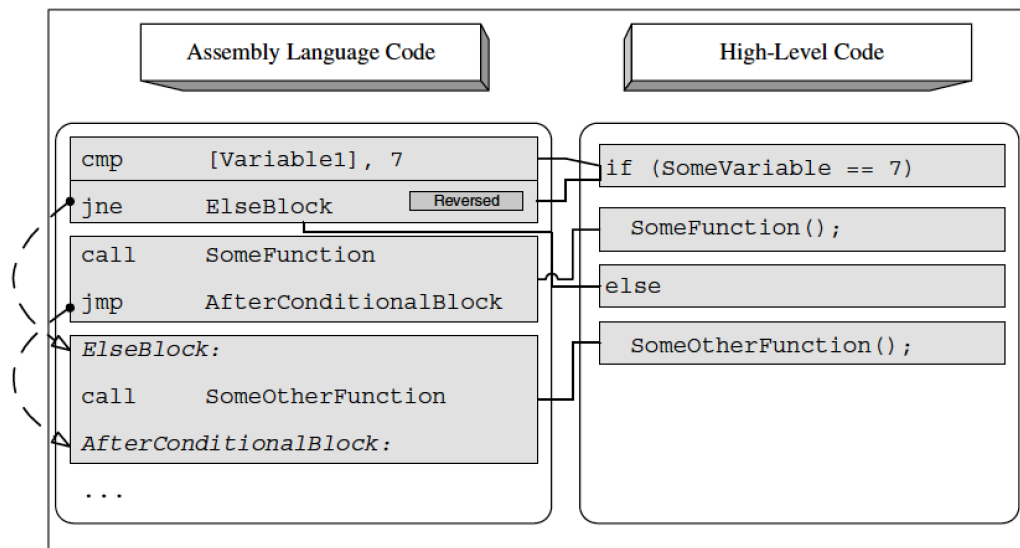 Assembly Language Code
High-Level Code
cmp [Variable1], 7
jne ElseBlock Reversed
call SomeFunction
jmp AfterConditionalBlock
ElseBlock:
call SomeOtherFunction
AfterConditionalBlock:
...
if (SomeVariable == 7)
SomeFunction();
else
SomeOtherFunction();